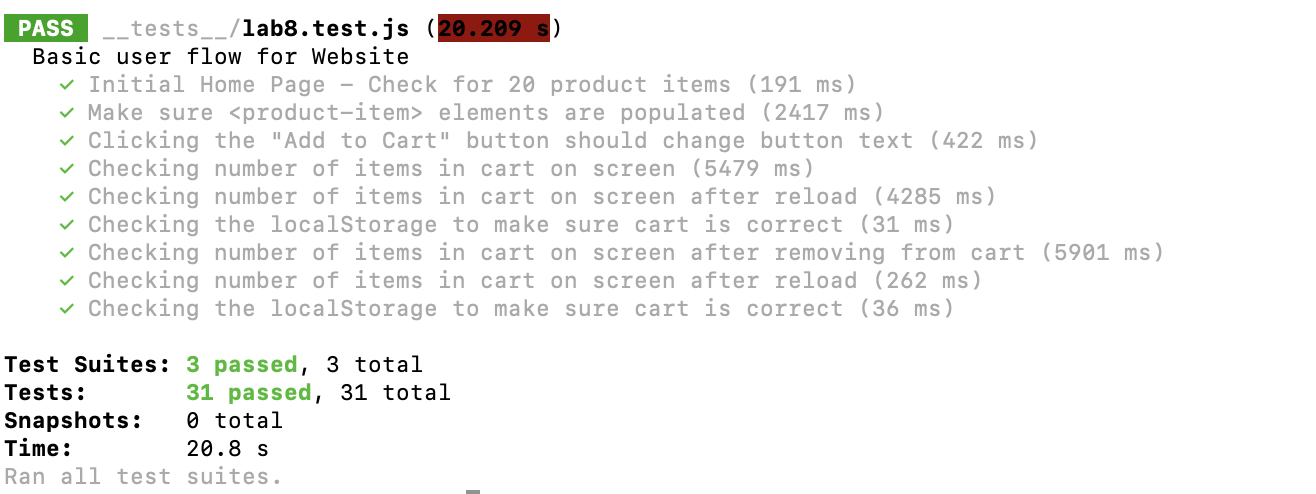 PASS __tests__/lab8.test.js (20.209 s)
Basic user flow for Website
✓ Initial Home Page – Check for 20 product items (191 ms)
✓ Make sure <product-item> elements are populated (2417 ms)
✓ Clicking the "Add to Cart" button should change button text (422 ms)
✓ Checking number of items in cart on screen (5479 ms)
✓ Checking number of items in cart on screen after reload (4285 ms)
✓ Checking the localStorage to make sure cart is correct (31 ms)
✓ Checking number of items in cart on screen after removing from cart (5901 ms)
✓ Checking number of items in cart on screen after reload (262 ms)
✓ Checking the localStorage to make sure cart is correct (36 ms)
Test Suites: 3 passed, 3 total
Tests: 31 passed, 31 total
Snapshots: 0 total
Time: 20.8 s
Ran all test suites.